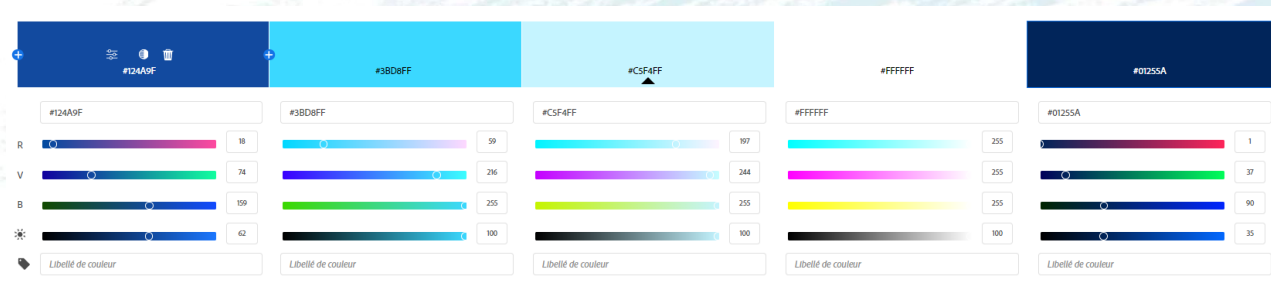 #124A9F #3BD8FF #C5F4FF #FFFFFF #01255A
#124A9F #3BD8FF #C5F4FF #FFFFFF #01255A
R 18 59 197 255 1
V 74 216 244 255 37
B 159 255 255 255 90
62 100 100 100 35
Libellé de couleur Libellé de couleur Libellé de couleur Libellé de couleur Libellé de couleur